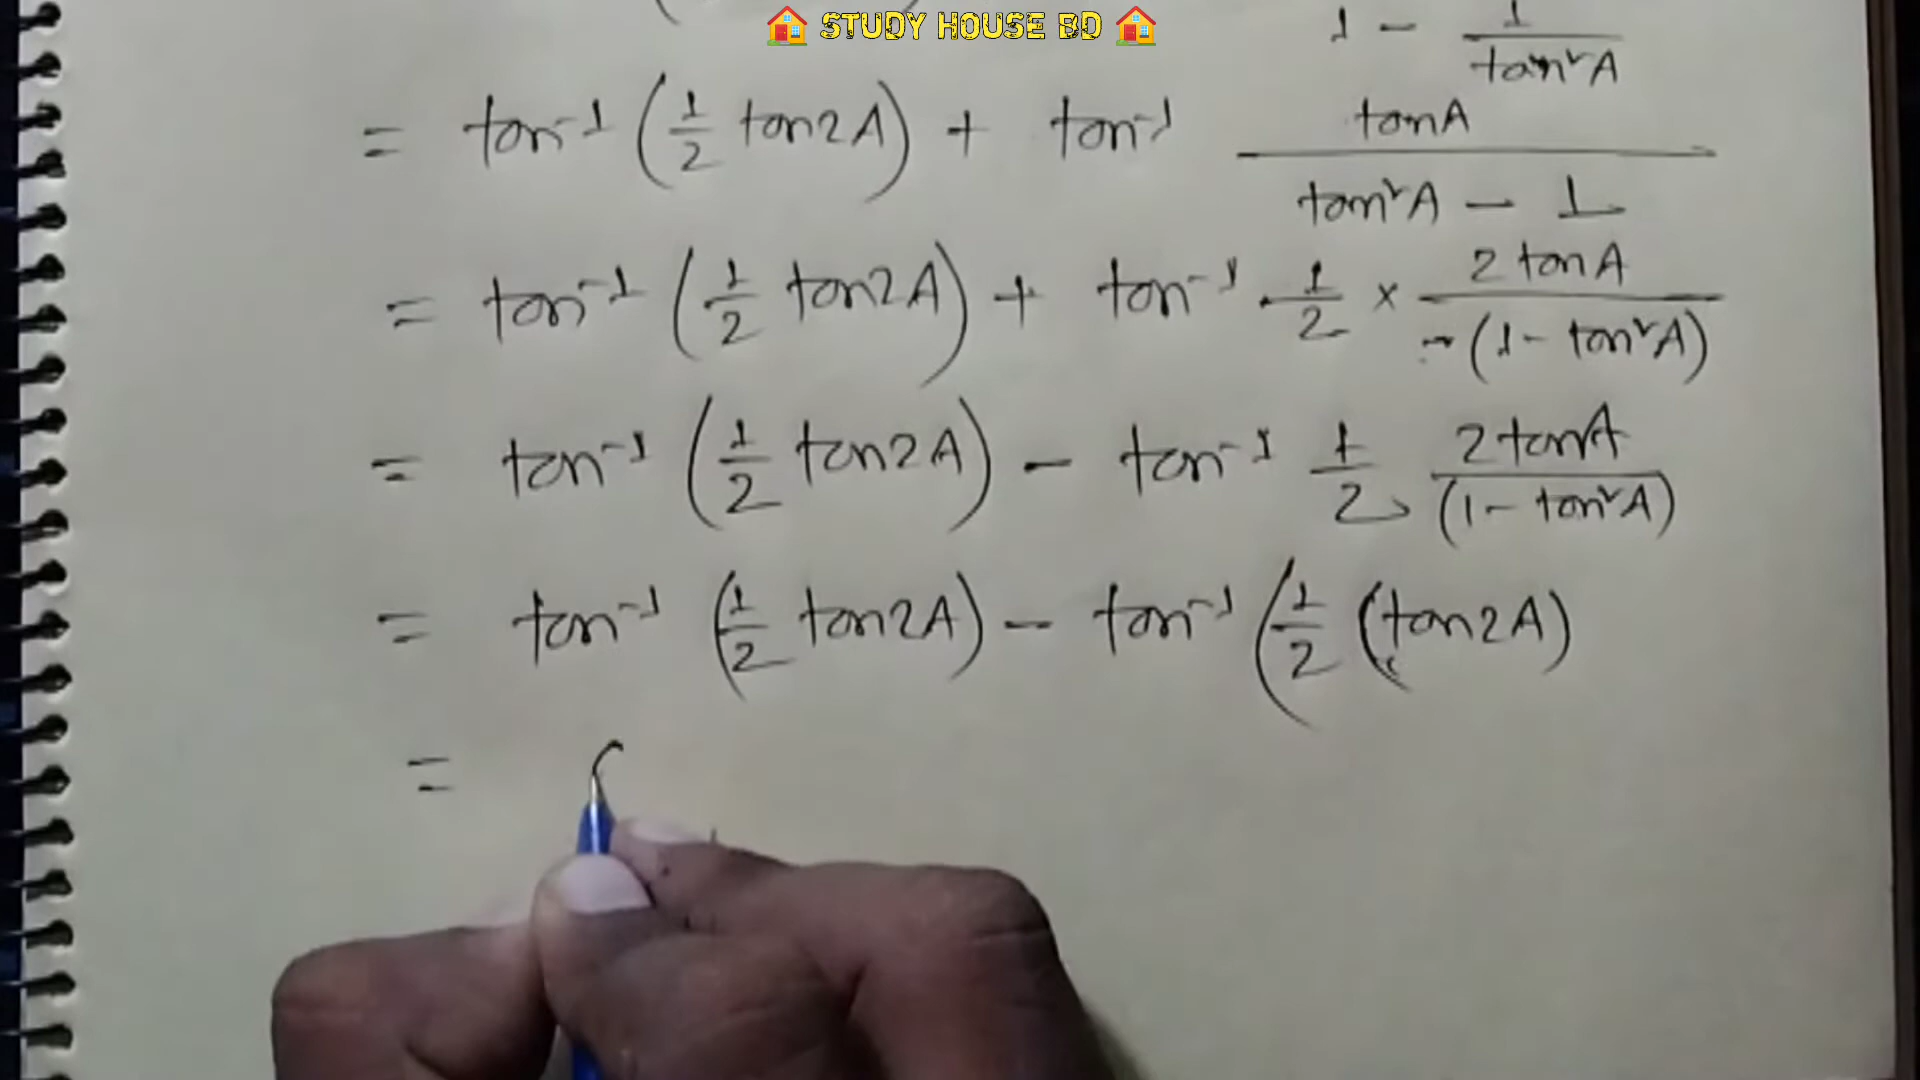 🏠 STUDY HOUSE BD 🏠
1 - 1/tan²A
= tan⁻¹ (1/2 tan2A) + tan⁻¹ tanA/tan²A - 1
= tan⁻¹ (1/2 tan2A) + tan⁻¹ 1/2 × 2tanA/-(1 - tan²A)
= tan⁻¹ (1/2 tan2A) - tan⁻¹ 1/2 2tanA/(1 - tan²A)
= tan⁻¹ (1/2 tan2A) - tan⁻¹ (1/2 (tan2A)
=